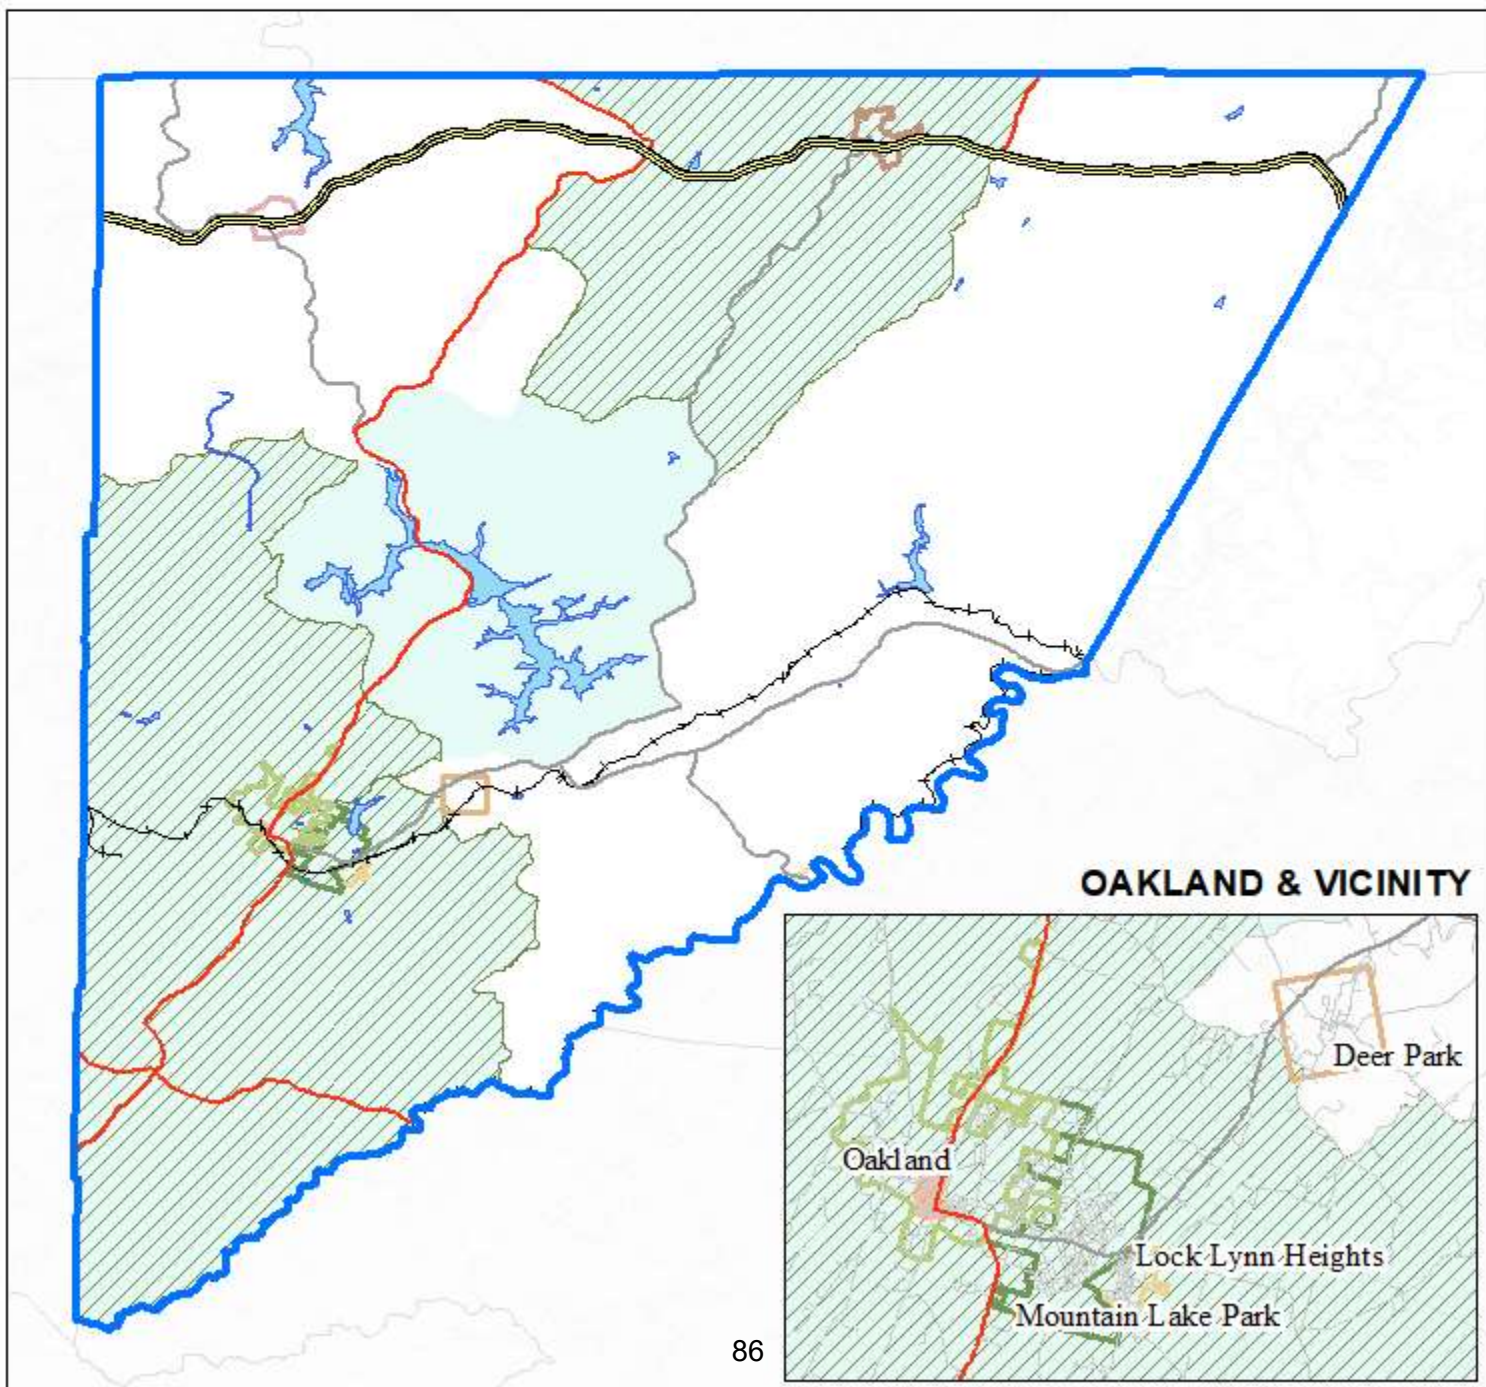 OAKLAND & VICINITY
Deer Park
Oakland
Lock Lynn Heights
Mountain Lake Park
86